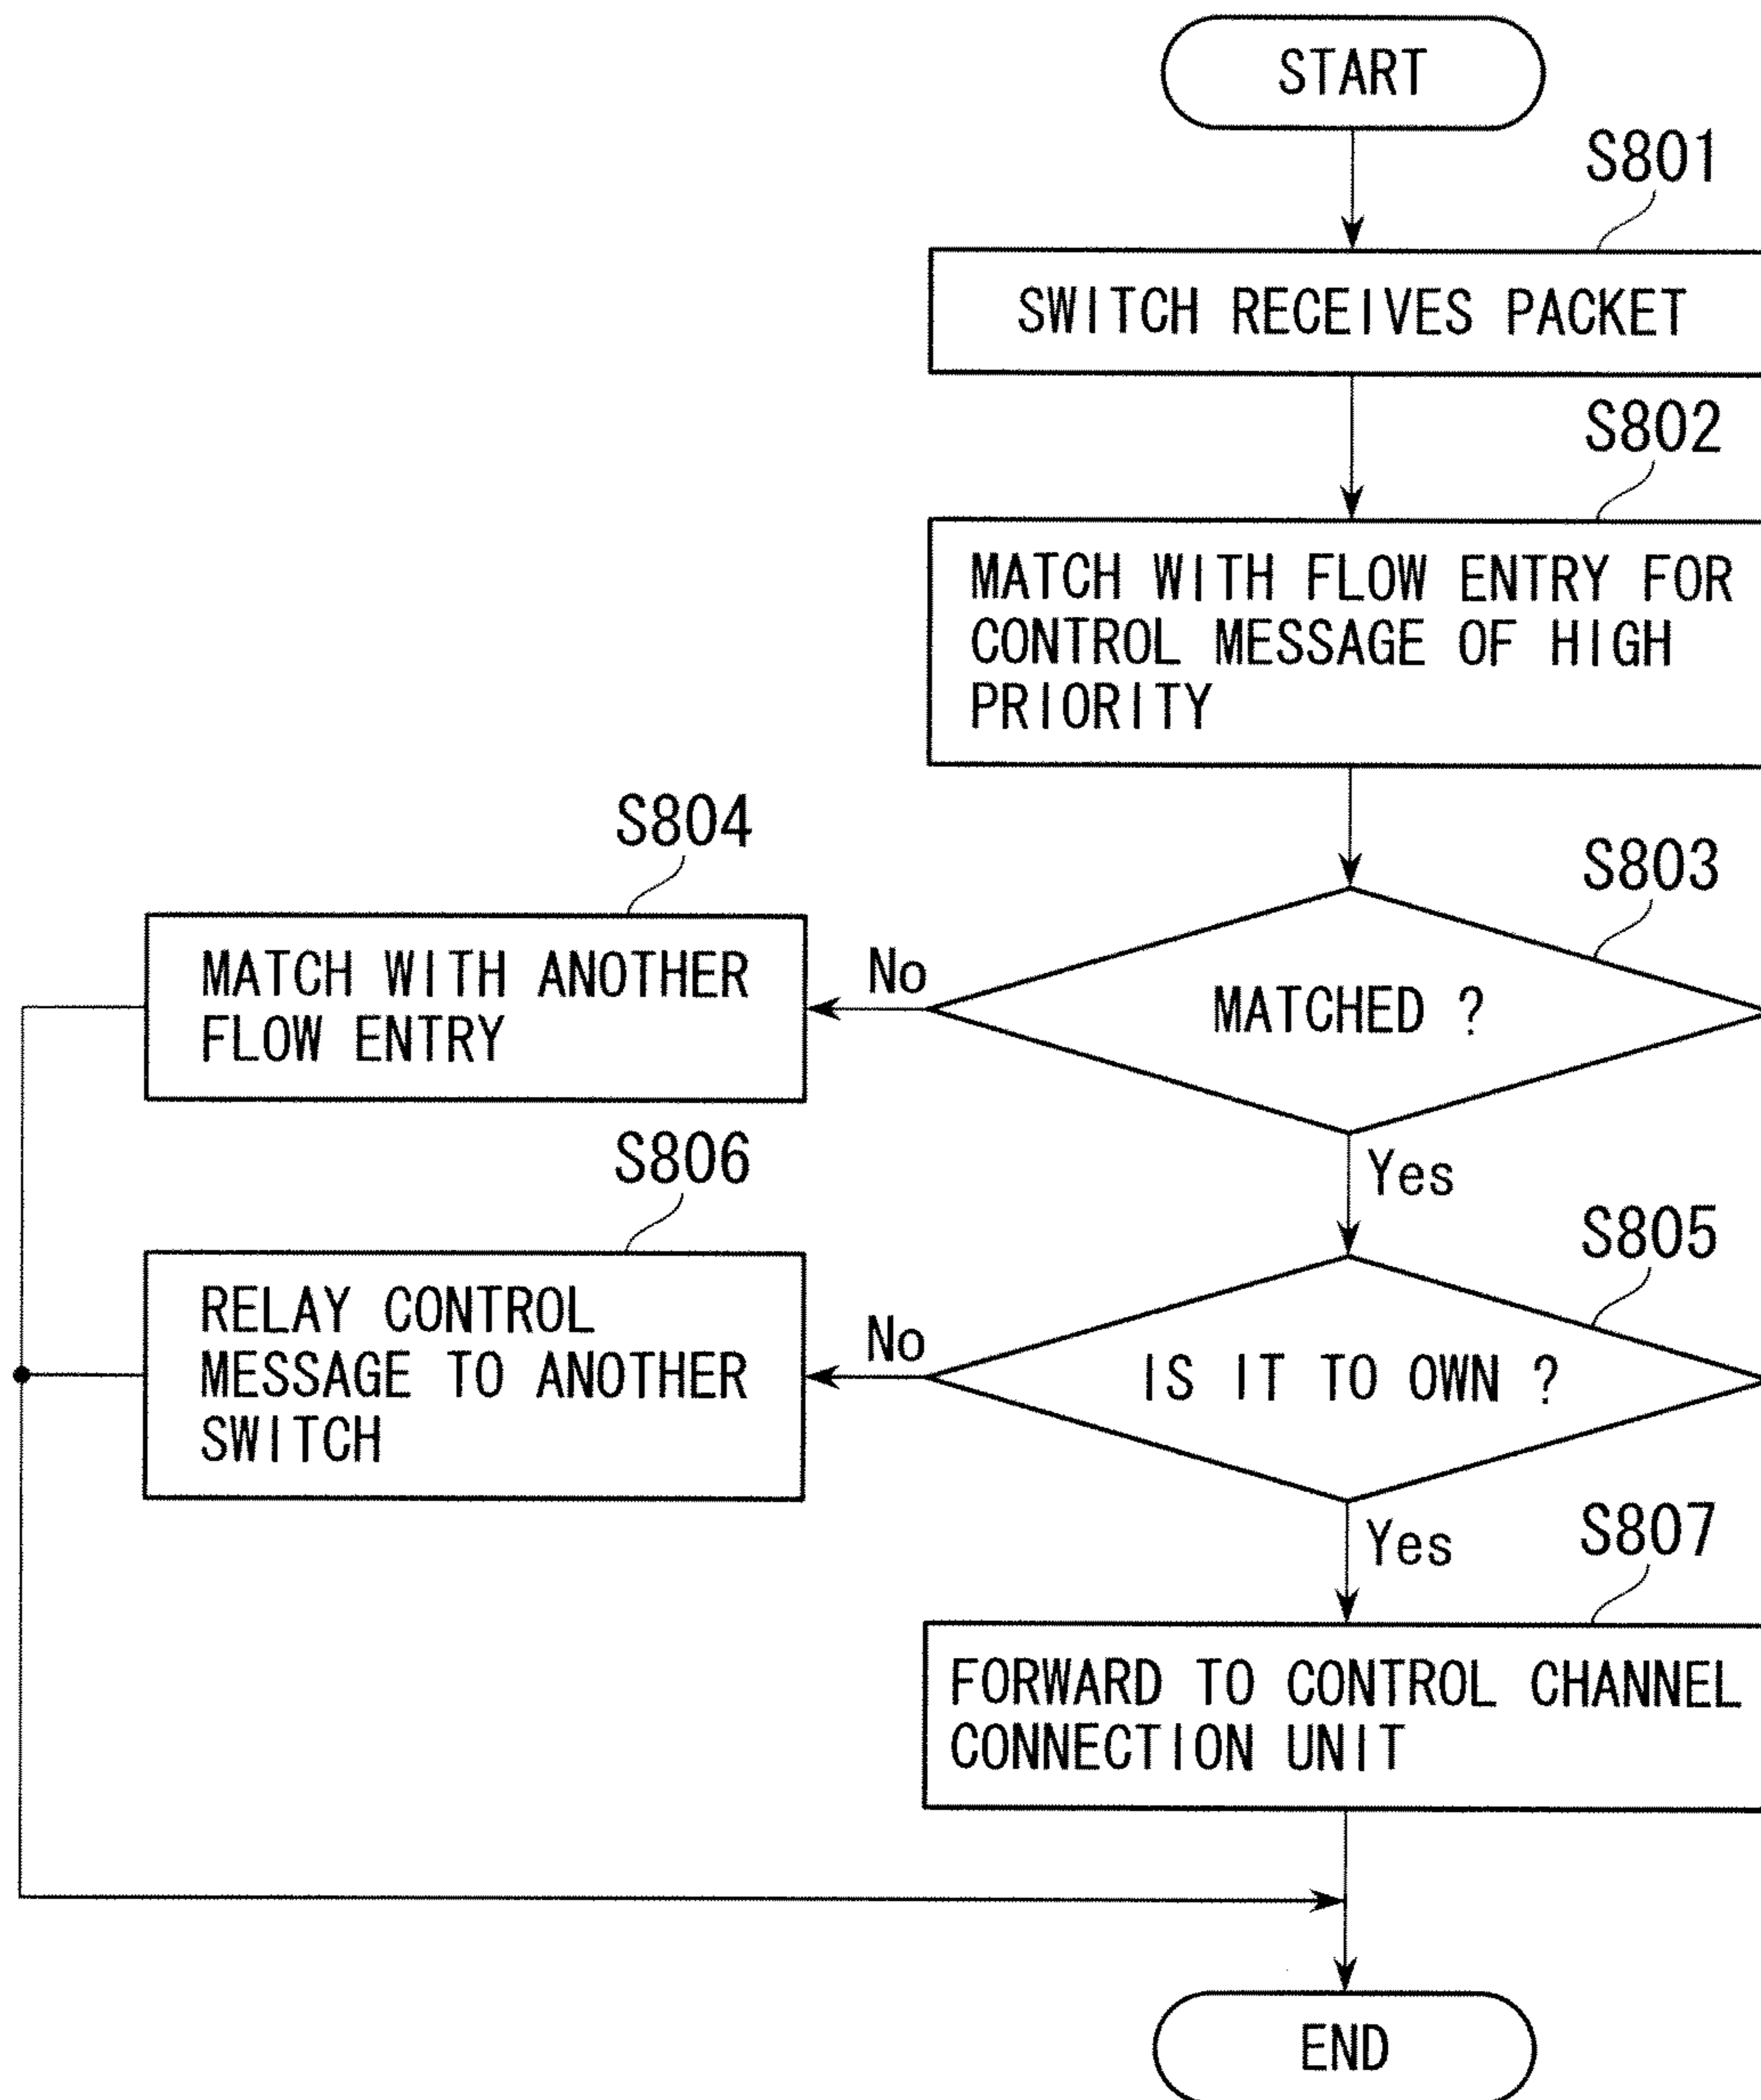 START
S801
SWITCH RECEIVES PACKET
S802
MATCH WITH FLOW ENTRY FOR
CONTROL MESSAGE OF HIGH
PRIORITY
S803
MATCHED ?
No
S804
MATCH WITH ANOTHER
FLOW ENTRY
Yes
S805
IS IT TO OWN ?
No
S806
RELAY CONTROL
MESSAGE TO ANOTHER
SWITCH
Yes
S807
FORWARD TO CONTROL CHANNEL
CONNECTION UNIT
END